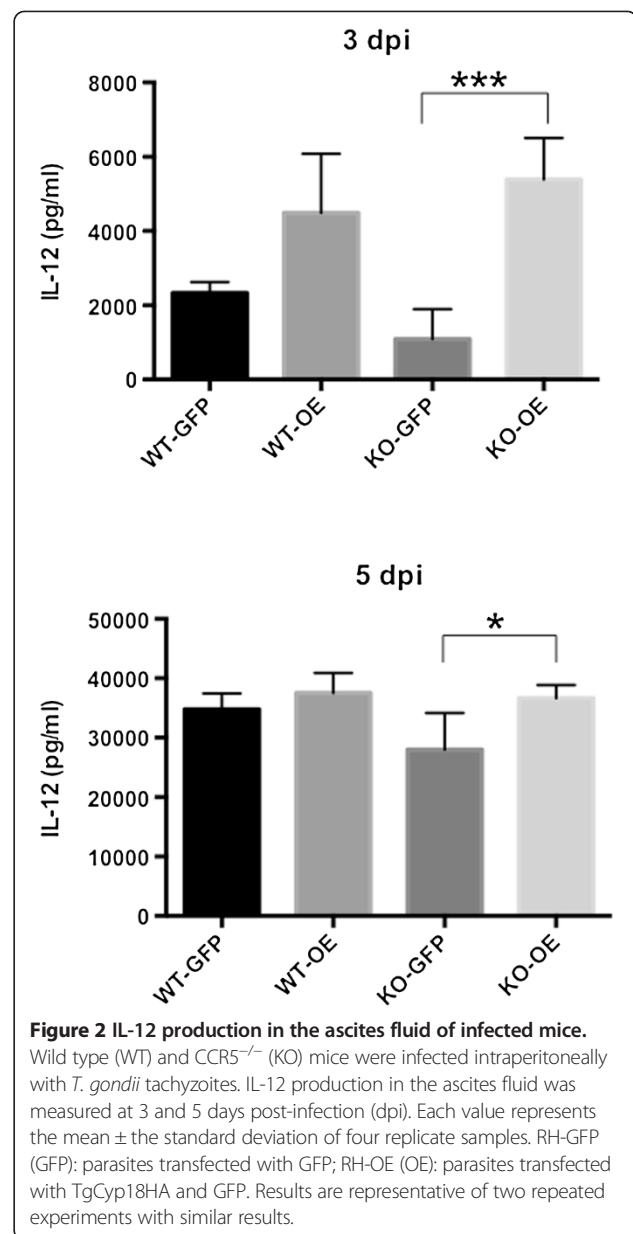 3 dpi
***
8000
6000
4000
2000
0
IL-12 (pg/ml)
WT-GFP
WT-OE
KO-GFP
KO-OE
5 dpi
*
50000
40000
30000
20000
10000
0
IL-12 (pg/ml)
WT-GFP
WT-OE
KO-GFP
KO-OE
Figure 2 IL-12 production in the ascites fluid of infected mice.
Wild type (WT) and CCR5⁻/⁻ (KO) mice were infected intraperitoneally
with T. gondii tachyzoites. IL-12 production in the ascites fluid was
measured at 3 and 5 days post-infection (dpi). Each value represents
the mean ± the standard deviation of four replicate samples. RH-GFP
(GFP): parasites transfected with GFP; RH-OE (OE): parasites transfected
with TgCyp18HA and GFP. Results are representative of two repeated
experiments with similar results.